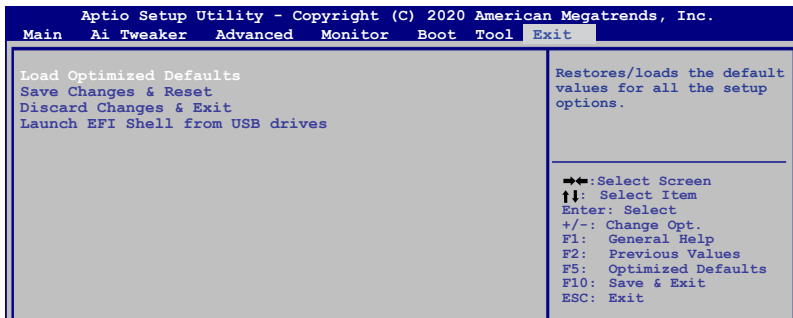 Aptio Setup Utility - Copyright (C) 2020 American Megatrends, Inc.
Main Ai Tweaker Advanced Monitor Boot Tool Exit
Load Optimized Defaults
Save Changes & Reset
Discard Changes & Exit
Launch EFI Shell from USB drives
Restores/loads the default
values for all the setup
options.
→←:Select Screen
↑↓: Select Item
Enter: Select
+/-: Change Opt.
F1: General Help
F2: Previous Values
F5: Optimized Defaults
F10: Save & Exit
ESC: Exit